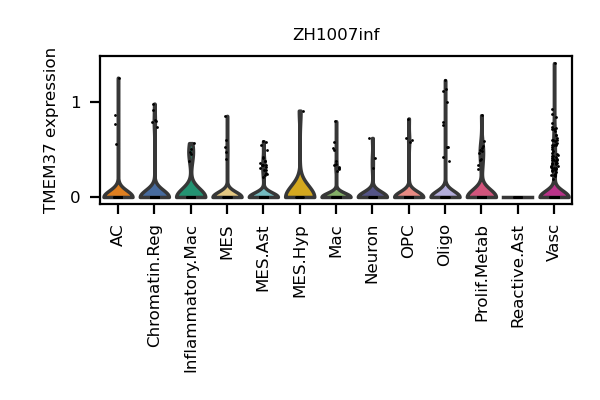 ZH1007inf
TMEM37 expression
1
0
AC
Chromatin.Reg
Inflammatory.Mac
MES
MES.Ast
MES.Hyp
Mac
Neuron
OPC
Oligo
Prolif.Metab
Reactive.Ast
Vasc